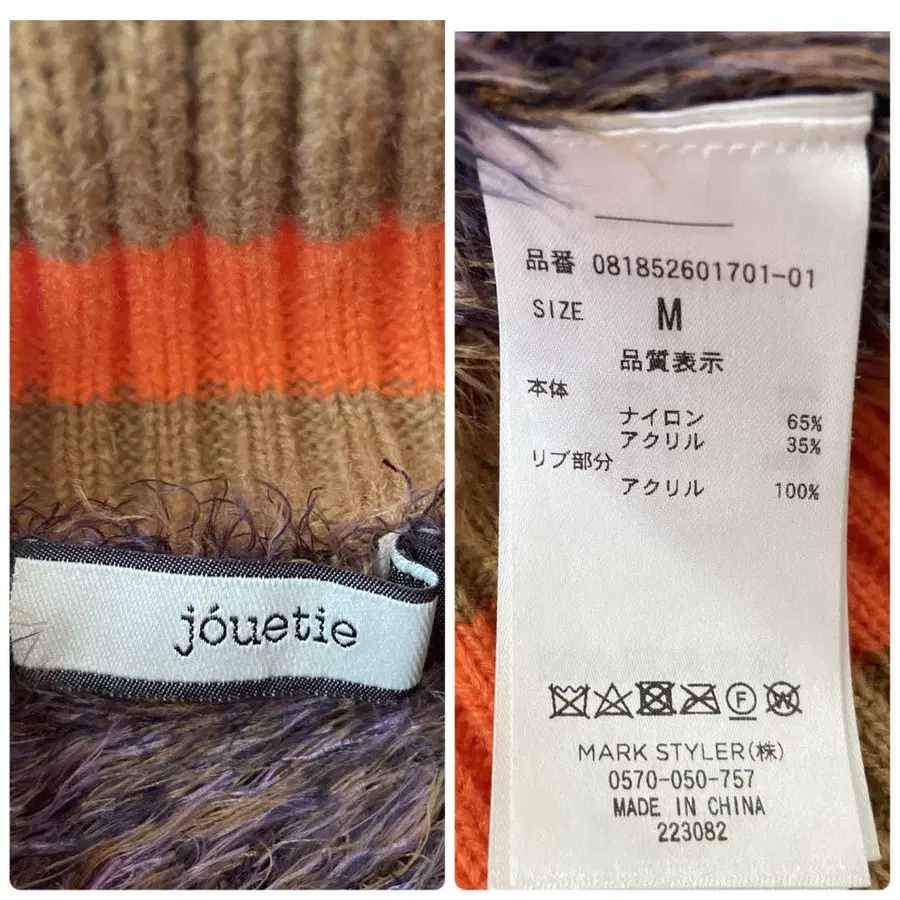 jóuetie
品番 081852601701-01
SIZE M
品質表示
本体
ナイロン 65%
アクリル 35%
リブ部分
アクリル 100%
F W
MARK STYLER(株)
0570-050-757
MADE IN CHINA
223082